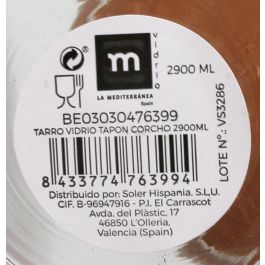 m
vidrio
2900 ML
LA MEDITERRÁNEA
Spain
BE03030476399
TARRO VIDRIO TAPON CORCHO 2900ML
LOTE Nº.: VS3286
8 433774 763994
Distribuido por: Soler Hispania. S.L.U.
CIF. B-96947916 - P.I. El Carrascot
Avda. del Plàstic, 17
46850 L'Olleria.
Valencia (Spain)